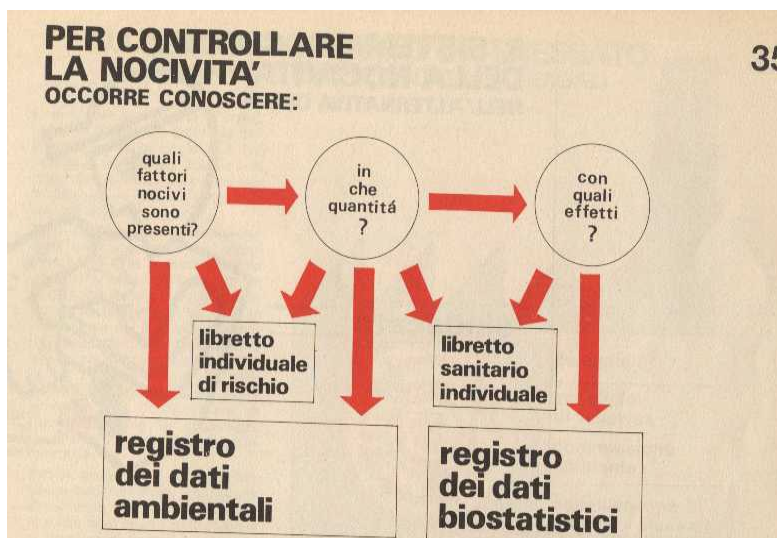 PER CONTROLLARE
LA NOCIVITA'
OCCORRE CONOSCERE:
35
quali
fattori
nocivi
sono
presenti?
in
che
quantitá
?
con
quali
effetti
?
libretto
individuale
di rischio
libretto
sanitario
individuale
registro
dei dati
ambientali
registro
dei dati
biostatistici